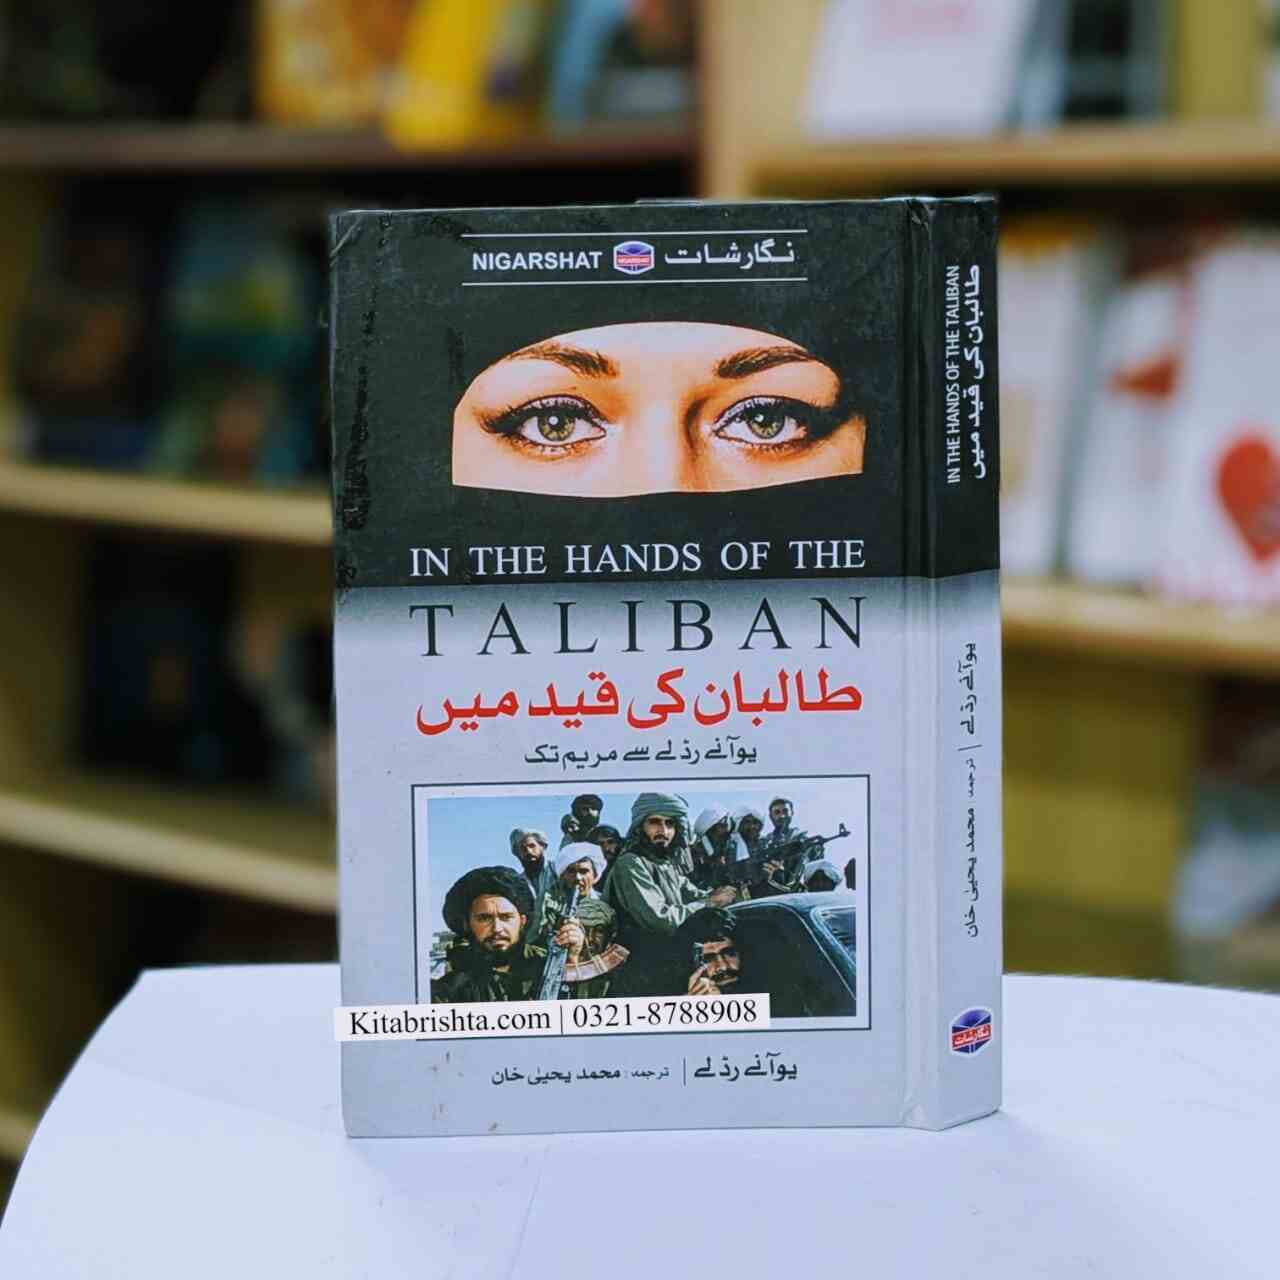 NIGARSHAT NIGARSHAT نگارشات
IN THE HANDS OF THE
TALIBAN
طالبان کی قید میں
یوآنے رڈلے سے مریم تک
Kitabrishta.com | 0321-8788908
یوآنے رڈلے | ترجمہ: محمد یحییٰ خان
IN THE HANDS OF THE TALIBAN
طالبان کی قید میں
یوآنے رڈلے | ترجمہ: محمد یحییٰ خان
نگارشات